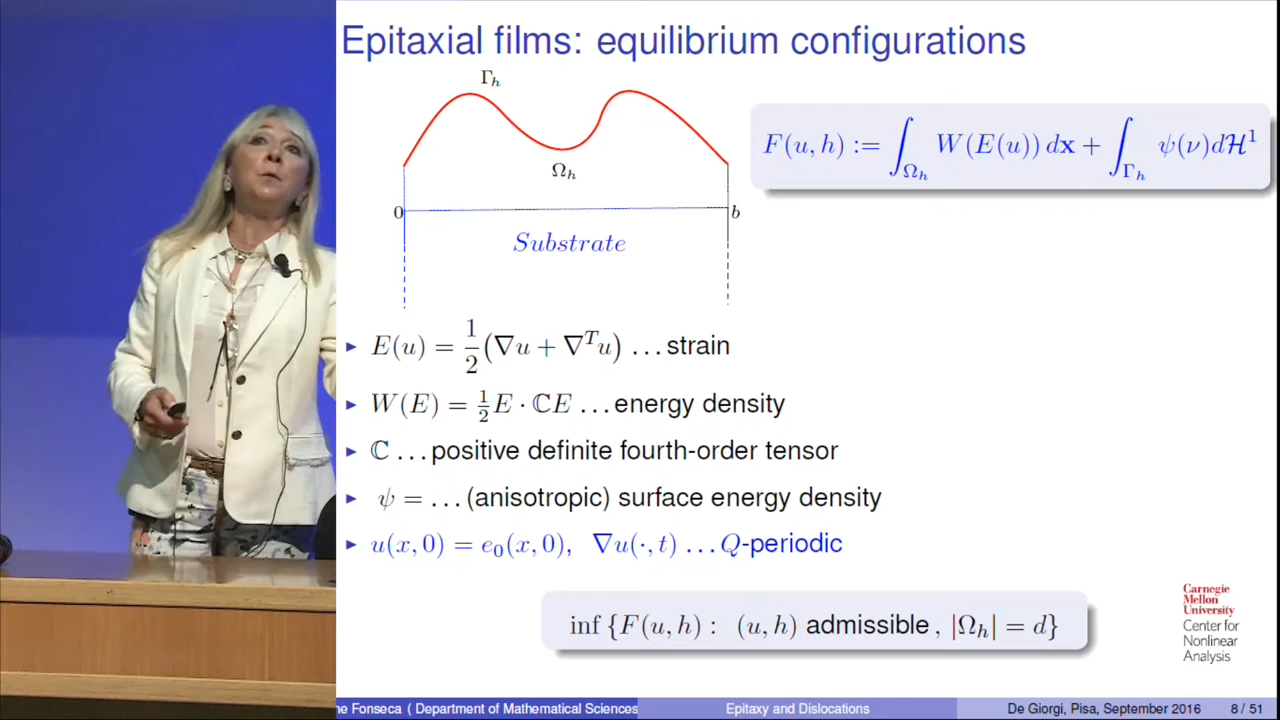 Epitaxial films: equilibrium configurations
Γ_h
F(u, h) := ∫_{Ω_h} W(E(u)) d𝐱 + ∫_{Γ_h} ψ(ν)dℋ¹
Ω_h
0
b
Substrate
▶ E(u) = 1/2 (∇u + ∇ᵀu) … strain
▶ W(E) = ½ E · ℂE … energy density
▶ ℂ … positive definite fourth-order tensor
▶ ψ = … (anisotropic) surface energy density
▶ u(x, 0) = e₀(x, 0), ∇u(·, t) … Q-periodic
inf {F(u, h) : (u, h) admissible , |Ω_h| = d}
Carnegie
Mellon
University
Center for
Nonlinear
Analysis
ne Fonseca ( Department of Mathematical Sciences
Epitaxy and Dislocations
De Giorgi, Pisa, September 2016 8 / 51